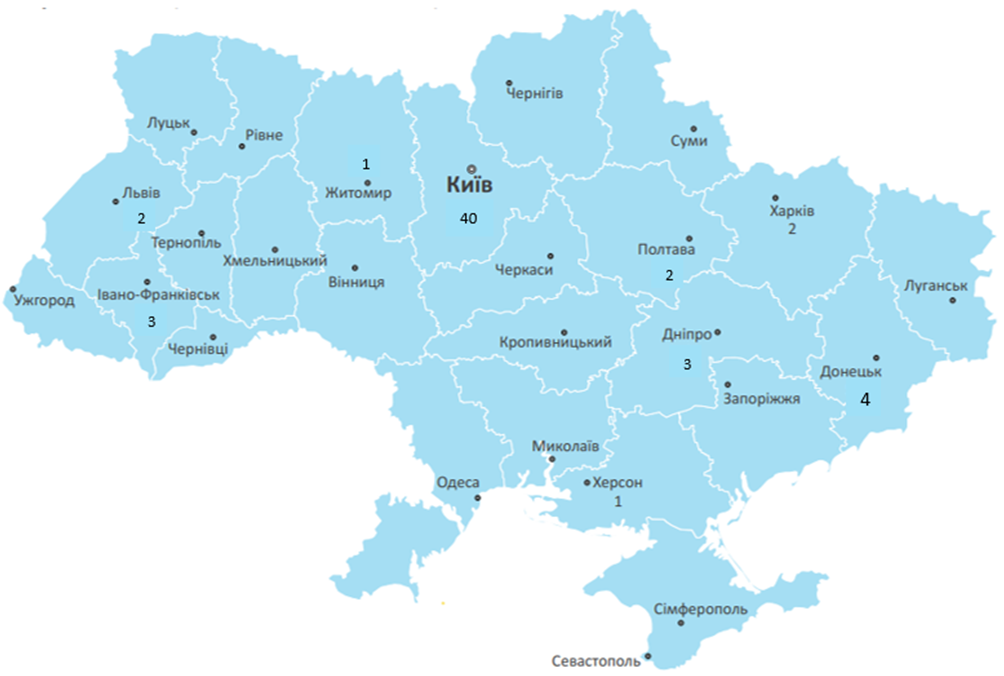 Чернігів
Луцьк
Рівне
Суми
1
Житомир
Київ
40
Львів
2
Харків
2
Тернопіль
Полтава
2
Хмельницький
Черкаси
Вінниця
Луганськ
Ужгород
Івано-Франківськ
3
Чернівці
Кропивницький
Дніпро
3
Донецьк
4
Запоріжжя
Миколаїв
Одеса
Херсон
1
Сімферополь
Севастополь